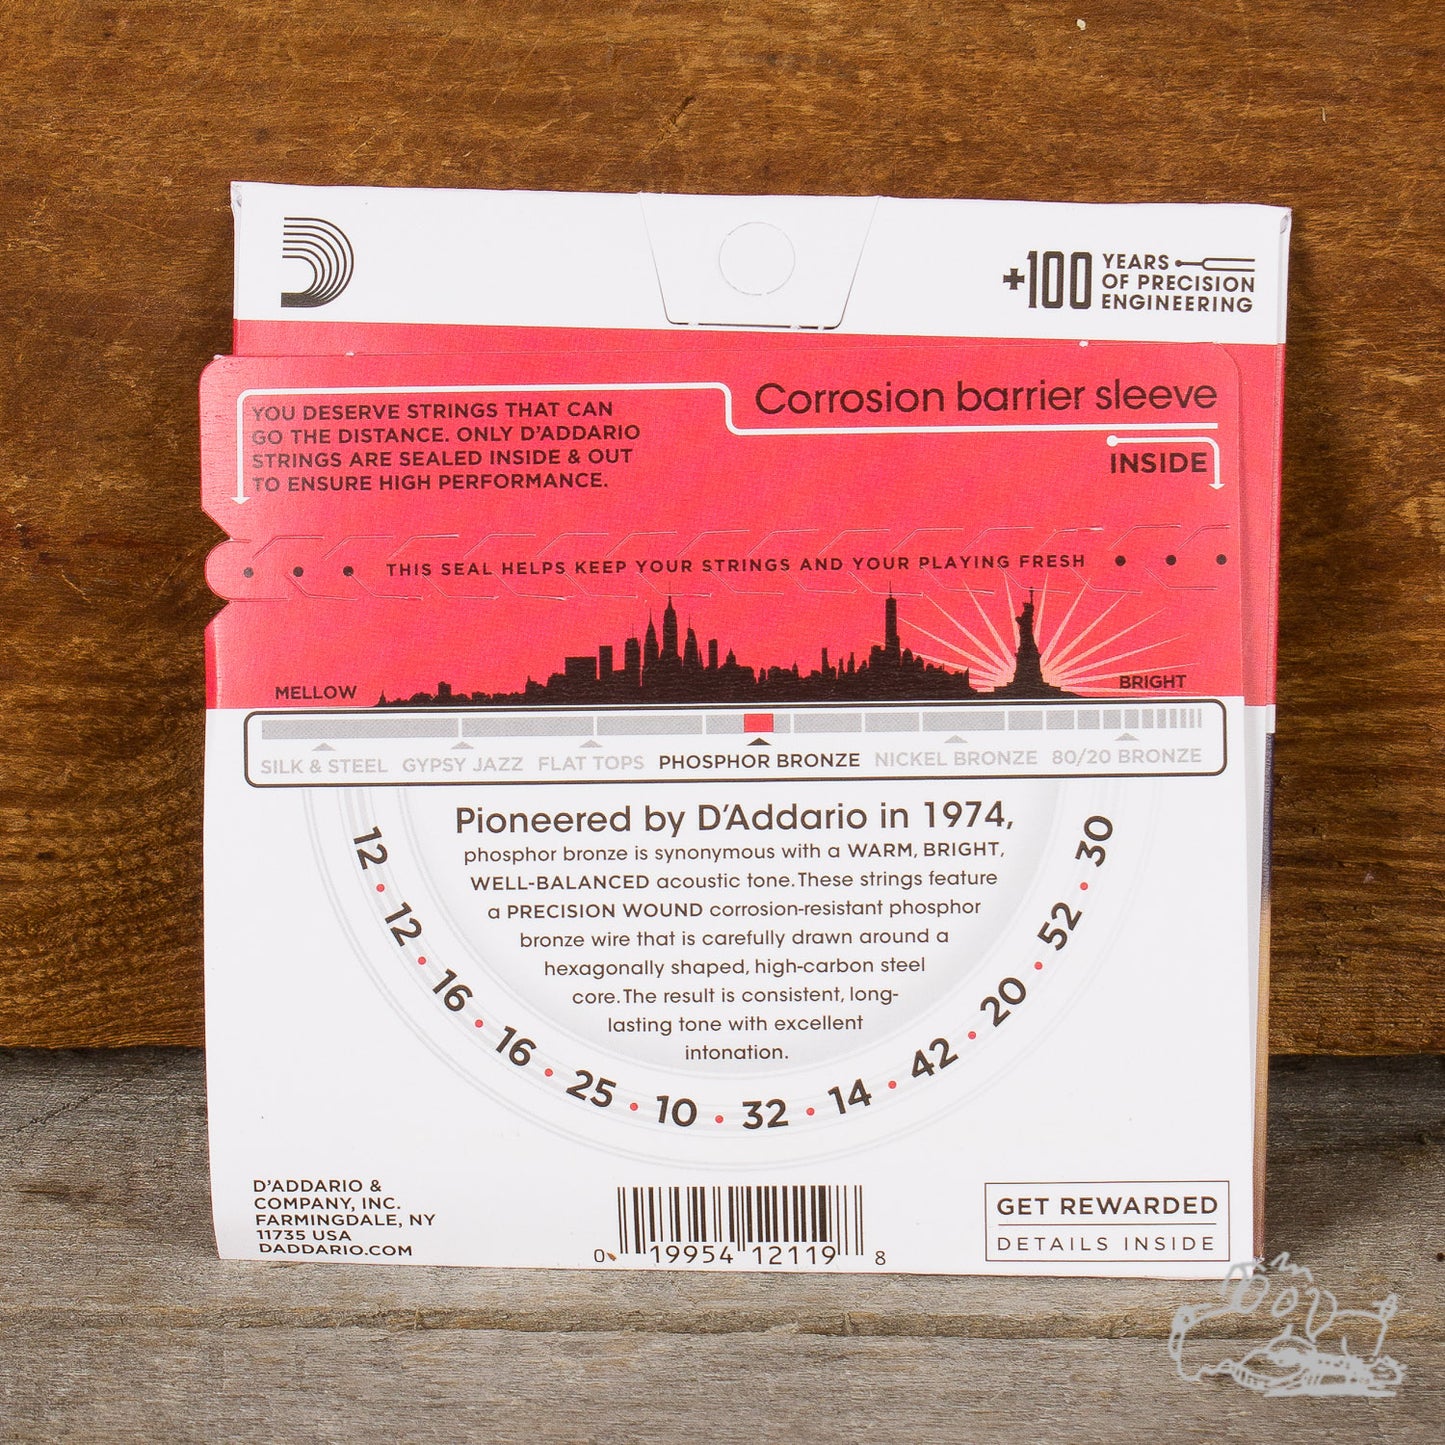 +100 YEARS
OF PRECISION
ENGINEERING
YOU DESERVE STRINGS THAT CAN
GO THE DISTANCE. ONLY D'ADDARIO
STRINGS ARE SEALED INSIDE & OUT
TO ENSURE HIGH PERFORMANCE.
Corrosion barrier sleeve
INSIDE
THIS SEAL HELPS KEEP YOUR STRINGS AND YOUR PLAYING FRESH
MELLOW
BRIGHT
SILK & STEEL GYPSY JAZZ FLAT TOPS PHOSPHOR BRONZE NICKEL BRONZE 80/20 BRONZE
Pioneered by D'Addario in 1974,
phosphor bronze is synonymous with a WARM, BRIGHT,
WELL-BALANCED acoustic tone. These strings feature
a PRECISION WOUND corrosion-resistant phosphor
bronze wire that is carefully drawn around a
hexagonally shaped, high-carbon steel
core. The result is consistent, long-
lasting tone with excellent
intonation.
12 • 12 • 16 • 16 • 25 • 10 • 32 • 14 • 42 • 20 • 52 • 30
D'ADDARIO &
COMPANY, INC.
FARMINGDALE, NY
11735 USA
DADDARIO.COM
0 19954 12119 8
GET REWARDED
DETAILS INSIDE